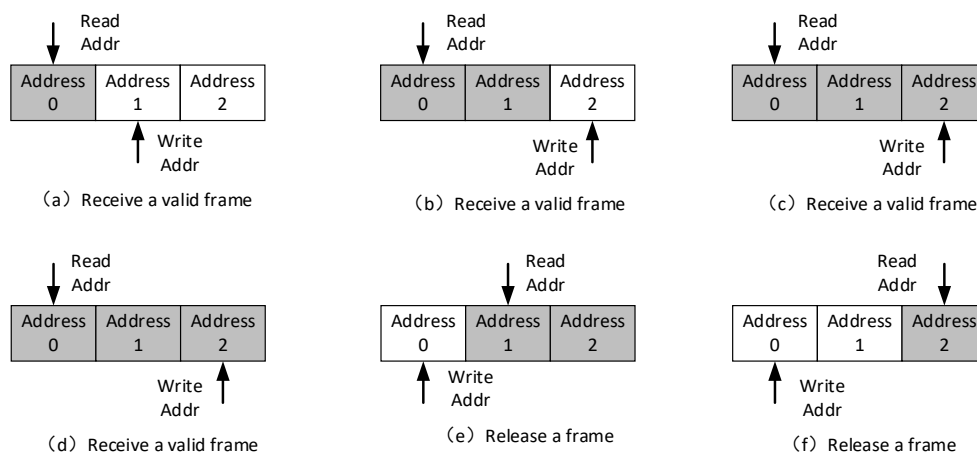 Read
Addr
Address 0
Address 1
Address 2
Write
Addr
（a）Receive a valid frame
Read
Addr
Address 0
Address 1
Address 2
Write
Addr
（b）Receive a valid frame
Read
Addr
Address 0
Address 1
Address 2
Write
Addr
（c）Receive a valid frame
Read
Addr
Address 0
Address 1
Address 2
Write
Addr
（d）Receive a valid frame
Read
Addr
Address 0
Address 1
Address 2
Write
Addr
（e）Release a frame
Read
Addr
Address 0
Address 1
Address 2
Write
Addr
（f）Release a frame